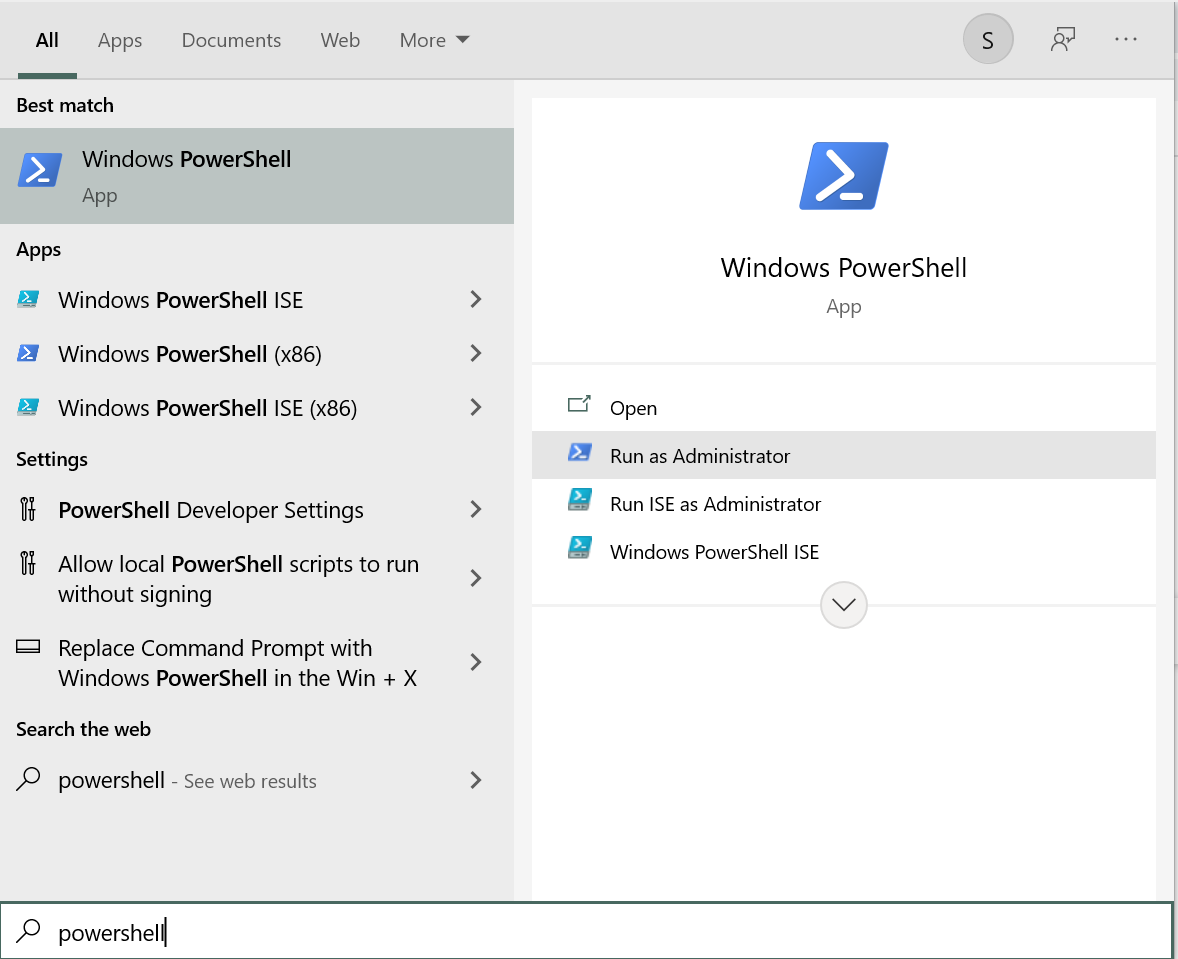 All Apps Documents Web More S
Best match
Windows PowerShell
App
Apps
Windows PowerShell ISE
Windows PowerShell (x86)
Windows PowerShell ISE (x86)
Settings
PowerShell Developer Settings
Allow local PowerShell scripts to run
without signing
Replace Command Prompt with
Windows PowerShell in the Win + X
Search the web
powershell - See web results
Windows PowerShell
App
Open
Run as Administrator
Run ISE as Administrator
Windows PowerShell ISE
powershell